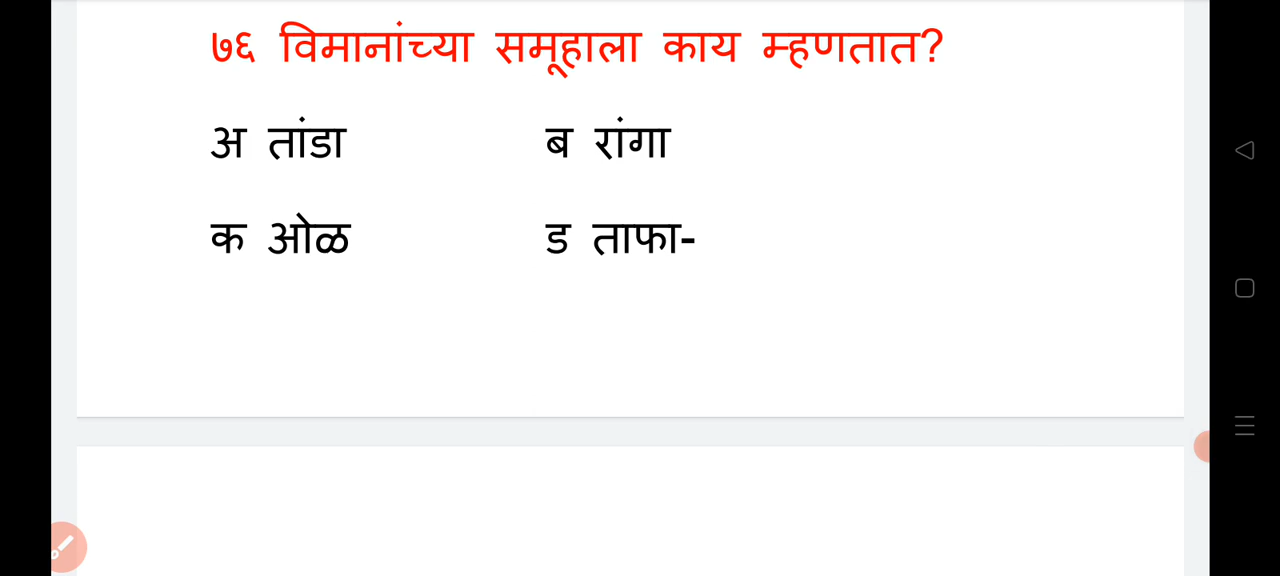 ७६ विमानांच्या समूहाला काय म्हणतात?
अ तांडा ब रांगा
क ओळ ड ताफा-